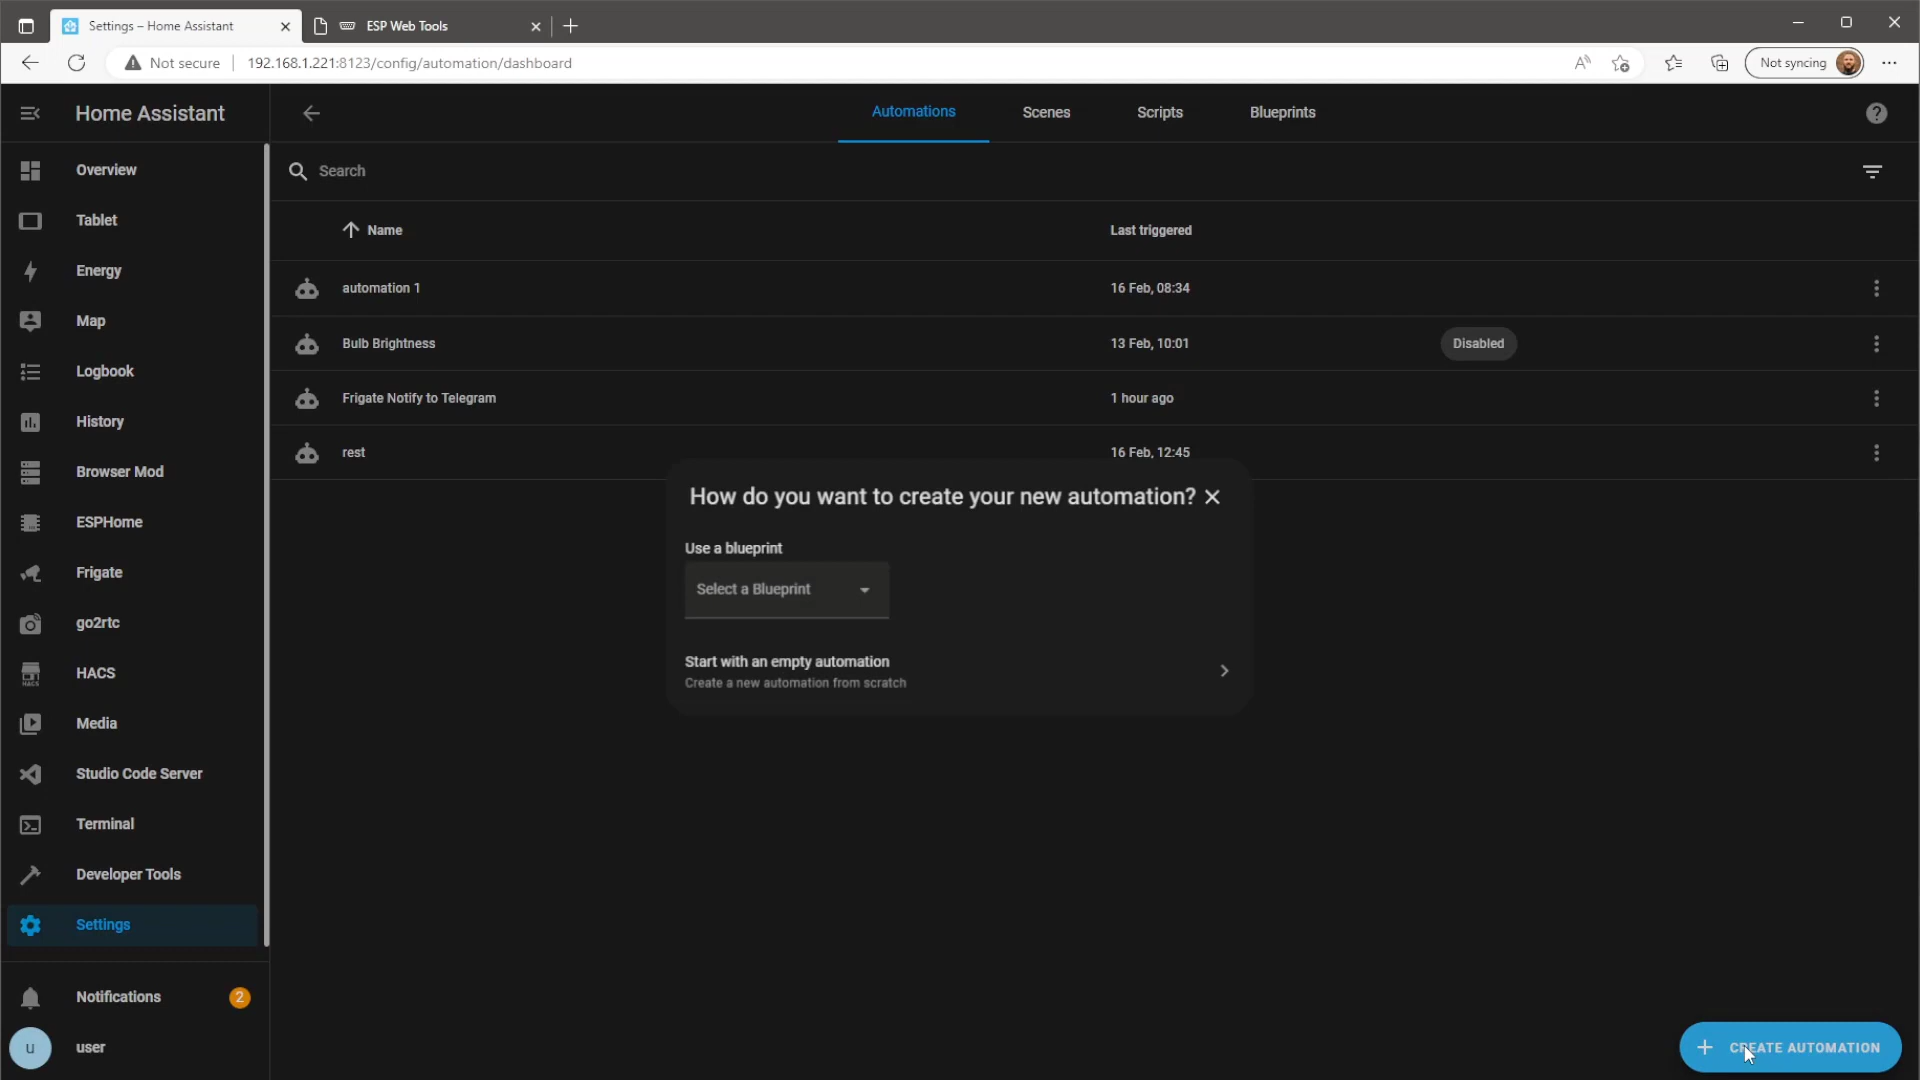 Settings – Home Assistant
ESP Web Tools
Not secure
192.168.1.221:8123/config/automation/dashboard
Not syncing
Home Assistant
Automations
Scenes
Scripts
Blueprints
Overview
Tablet
Energy
Map
Logbook
History
Browser Mod
ESPHome
Frigate
go2rtc
HACS
Media
Studio Code Server
Terminal
Developer Tools
Settings
Notifications
2
u
user
Search
Name
Last triggered
automation 1
16 Feb, 08:34
Bulb Brightness
13 Feb, 10:01
Disabled
Frigate Notify to Telegram
1 hour ago
rest
16 Feb, 12:45
How do you want to create your new automation?
Use a blueprint
Select a Blueprint
Start with an empty automation
Create a new automation from scratch
CREATE AUTOMATION